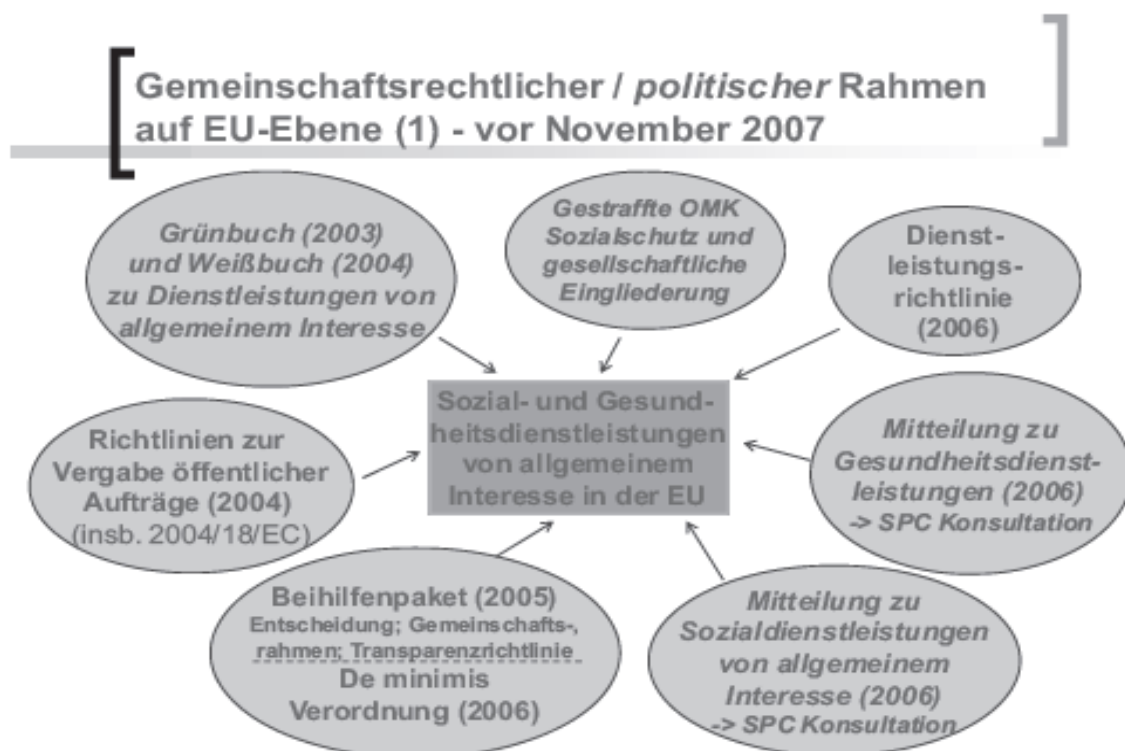 Gemeinschaftsrechtlicher / politischer Rahmen
auf EU-Ebene (1) - vor November 2007
Grünbuch (2003)
und Weißbuch (2004)
zu Dienstleistungen von
allgemeinem Interesse
Gestraffte OMK
Sozialschutz und
gesellschaftliche
Eingliederung
Dienst-
leistungs-
richtlinie
(2006)
Sozial- und Gesund-
heitsdienstleistungen
von allgemeinem
Interesse in der EU
Richtlinien zur
Vergabe öffentlicher
Aufträge (2004)
(insb. 2004/18/EC)
Mitteilung zu
Gesundheitsdienst-
leistungen (2006)
-> SPC Konsultation
Beihilfenpaket (2005)
Entscheidung; Gemeinschafts-,
rahmen; Transparenzrichtlinie
De minimis
Verordnung (2006)
Mitteilung zu
Sozialdienstleistungen
von allgemeinem
Interesse (2006)
-> SPC Konsultation